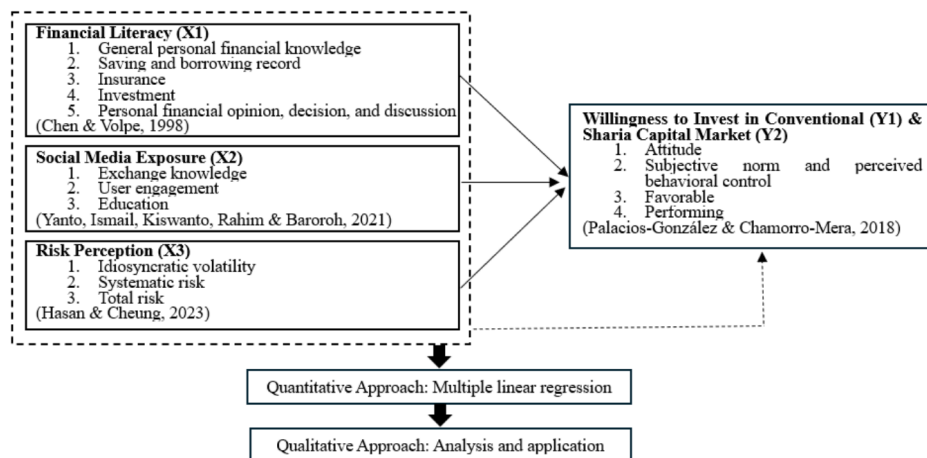 Financial Literacy (X1)
1. General personal financial knowledge
2. Saving and borrowing record
3. Insurance
4. Investment
5. Personal financial opinion, decision, and discussion
(Chen & Volpe, 1998)
Social Media Exposure (X2)
1. Exchange knowledge
2. User engagement
3. Education
(Yanto, Ismail, Kiswanto, Rahim & Baroroh, 2021)
Risk Perception (X3)
1. Idiosyncratic volatility
2. Systematic risk
3. Total risk
(Hasan & Cheung, 2023)
Willingness to Invest in Conventional (Y1) &
Sharia Capital Market (Y2)
1. Attitude
2. Subjective norm and perceived
behavioral control
3. Favorable
4. Performing
(Palacios-González & Chamorro-Mera, 2018)
Quantitative Approach: Multiple linear regression
Qualitative Approach: Analysis and application